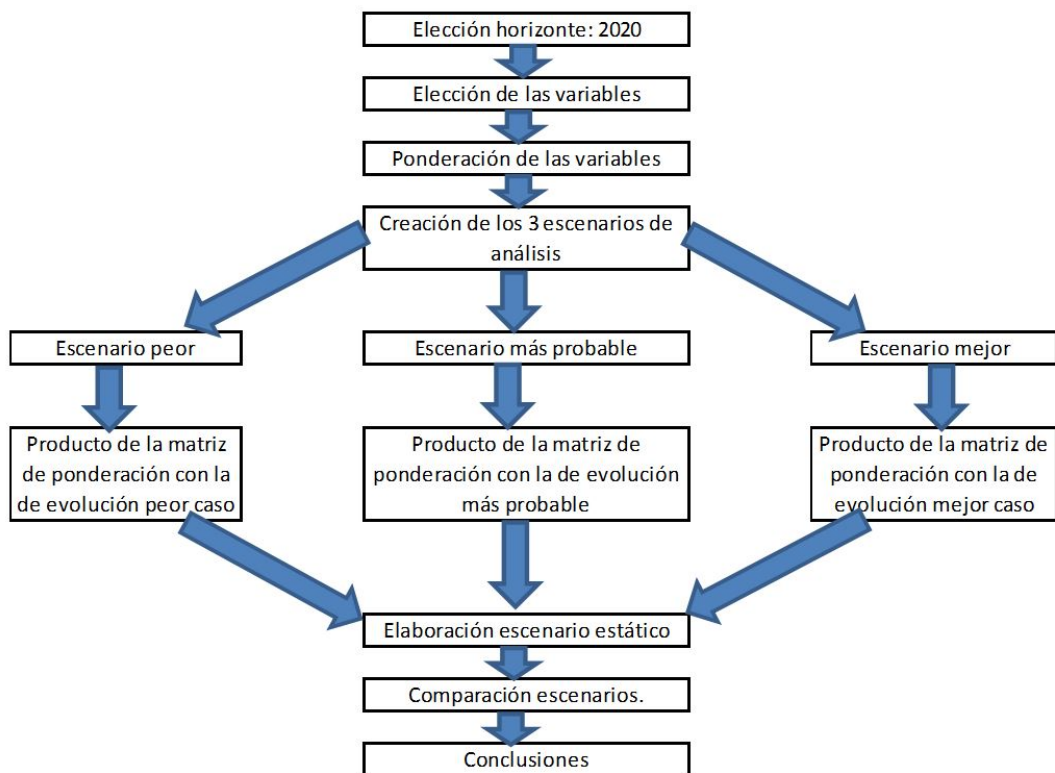 Elección horizonte: 2020
Elección de las variables
Ponderación de las variables
Creación de los 3 escenarios de
análisis
Escenario peor
Escenario más probable
Escenario mejor
Producto de la matriz
de ponderación con la
de evolución peor caso
Producto de la matriz de
ponderación con la de evolución
más probable
Producto de la matriz de
ponderación con la de
evolución mejor caso
Elaboración escenario estático
Comparación escenarios.
Conclusiones